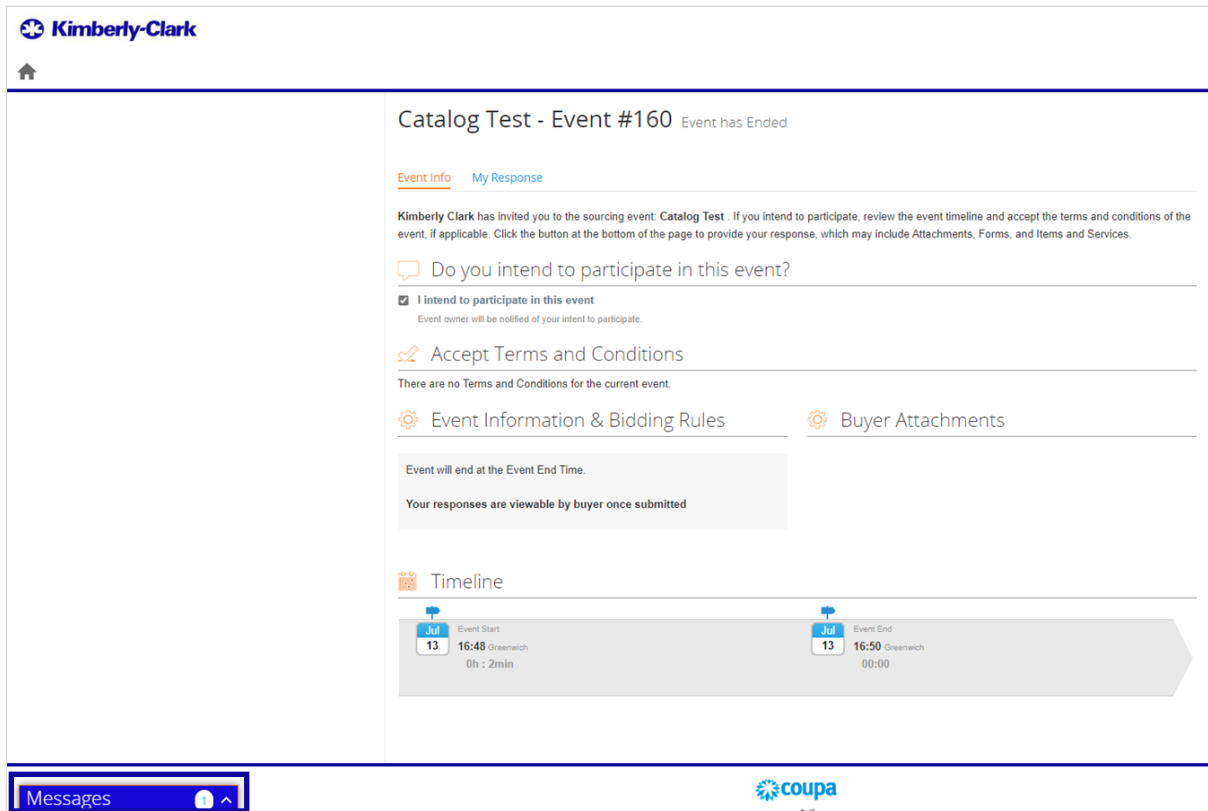 Kimberly-Clark
Catalog Test - Event #160 Event has Ended
Event Info My Response
Kimberly Clark has invited you to the sourcing event: Catalog Test . If you intend to participate, review the event timeline and accept the terms and conditions of the
event, if applicable. Click the button at the bottom of the page to provide your response, which may include Attachments, Forms, and Items and Services.
Do you intend to participate in this event?
I intend to participate in this event
Event owner will be notified of your intent to participate.
Accept Terms and Conditions
There are no Terms and Conditions for the current event.
Event Information & Bidding Rules
Buyer Attachments
Event will end at the Event End Time.
Your responses are viewable by buyer once submitted
Timeline
Jul
13
Event Start
16:48 Greenwich
0h : 2min
Jul
13
Event End
16:50 Greenwich
00:00
Messages 1
coupa